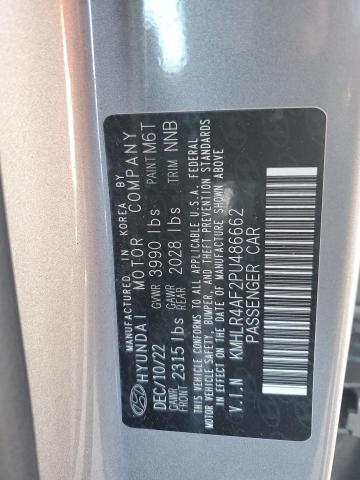 MANUFACTURED IN KOREA BY
HYUNDAI MOTOR COMPANY
DEC/10/22 GVWR 3990 lbs PAINT M6T
GAWR FRONT 2315 lbs GAWR REAR 2028 lbs TRIM NNB
THIS VEHICLE CONFORMS TO ALL APPLICABLE U.S.A. FEDERAL
MOTOR VEHICLE SAFETY, BUMPER, AND THEFT PREVENTION STANDARDS
IN EFFECT ON THE DATE OF MANUFACTURE SHOWN ABOVE.
V.I.N KMHLR4AF2PU486662
PASSENGER CAR